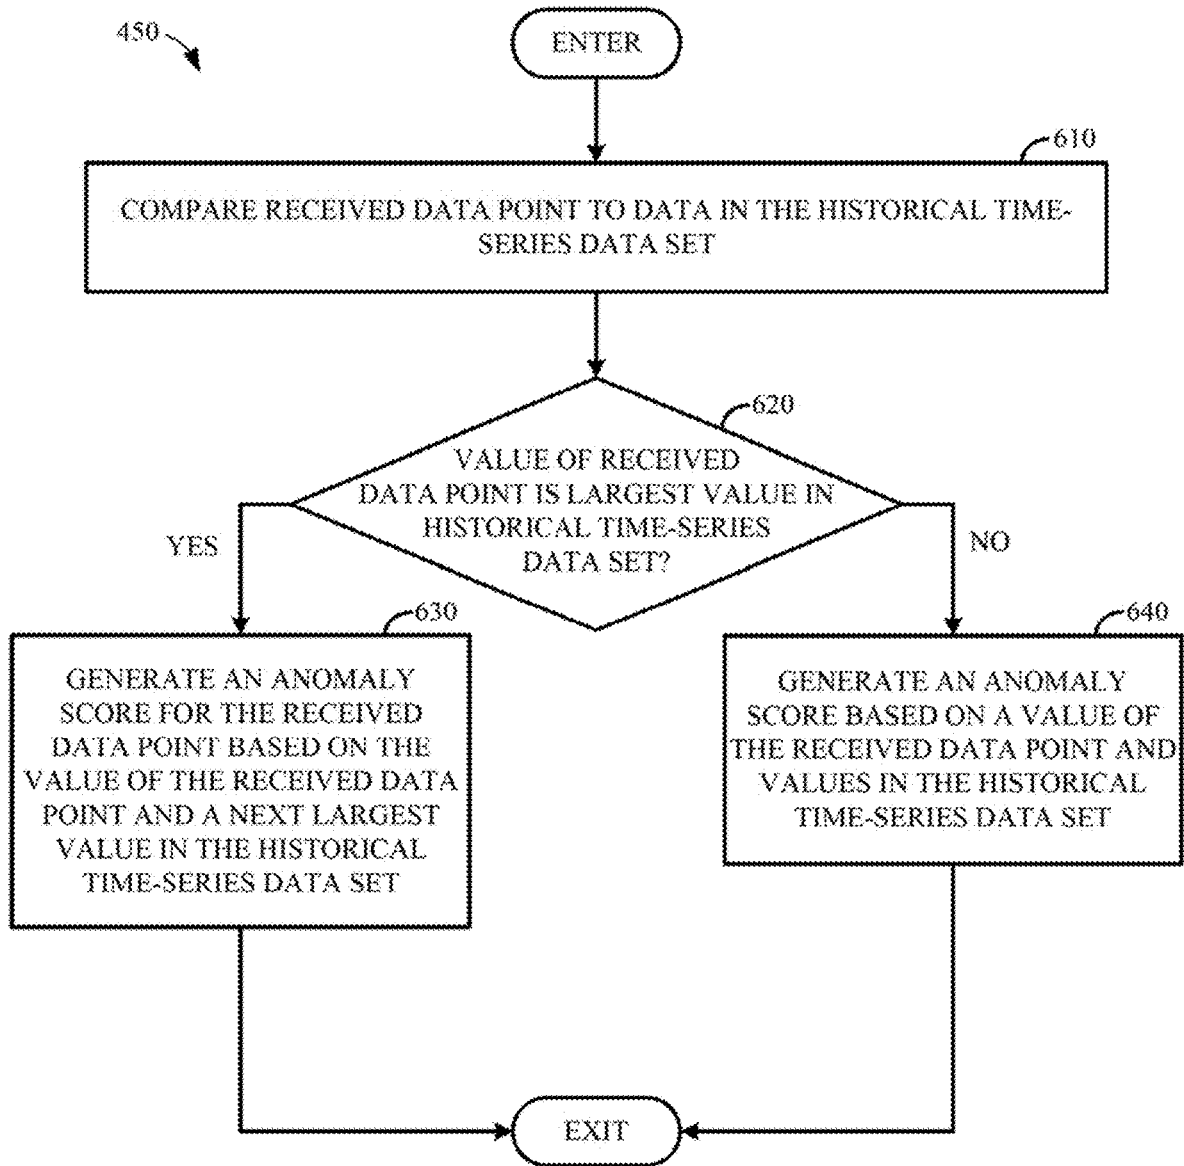 450
ENTER
610
COMPARE RECEIVED DATA POINT TO DATA IN THE HISTORICAL TIME-
SERIES DATA SET
620
VALUE OF RECEIVED
DATA POINT IS LARGEST VALUE IN
HISTORICAL TIME-SERIES
DATA SET?
YES
NO
630
GENERATE AN ANOMALY
SCORE FOR THE RECEIVED
DATA POINT BASED ON THE
VALUE OF THE RECEIVED DATA
POINT AND A NEXT LARGEST
VALUE IN THE HISTORICAL
TIME-SERIES DATA SET
640
GENERATE AN ANOMALY
SCORE BASED ON A VALUE OF
THE RECEIVED DATA POINT AND
VALUES IN THE HISTORICAL
TIME-SERIES DATA SET
EXIT